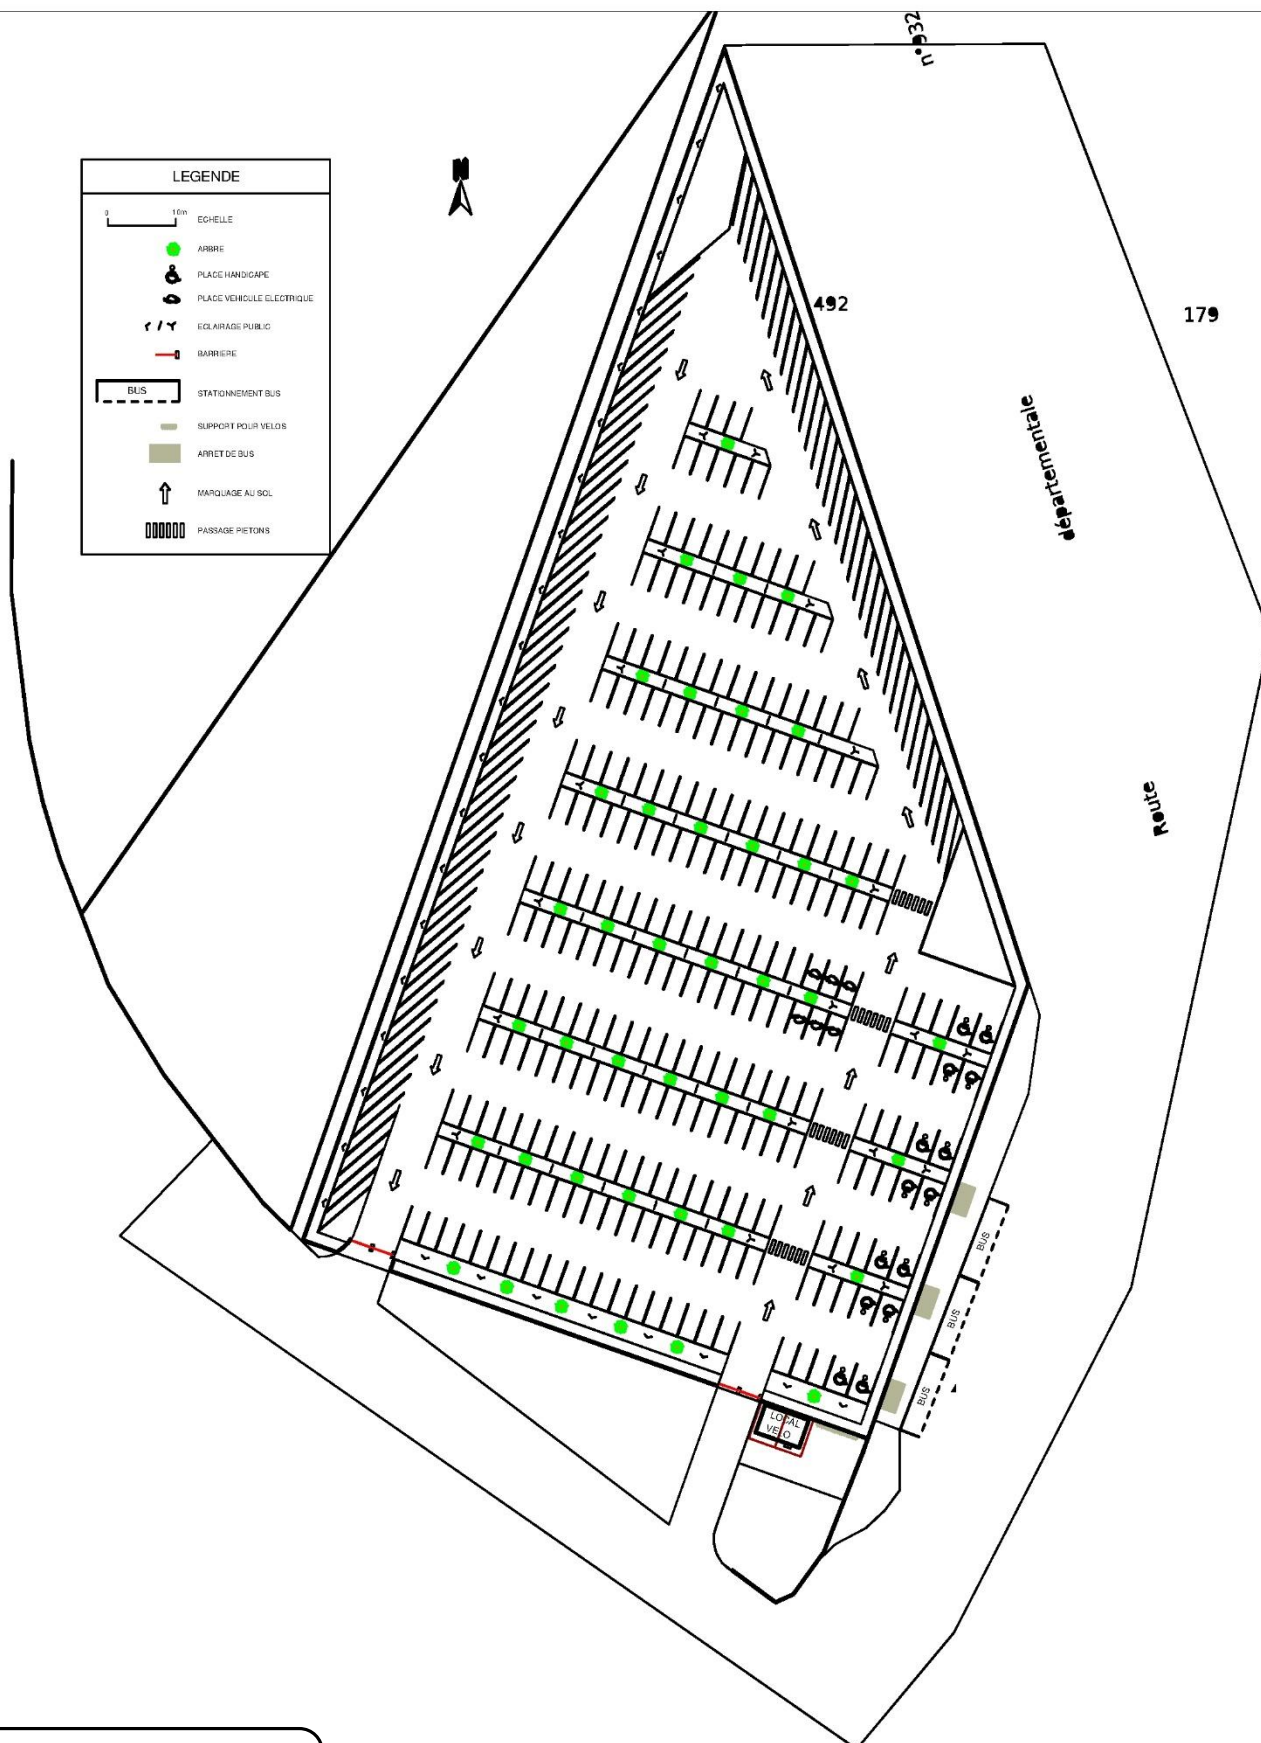 n°932
LEGENDE
0 10m
ECHELLE
ARBRE
PLACE HANDICAPE
PLACE VEHICULE ELECTRIQUE
ECLAIRAGE PUBLIC
BARRIERE
BUS
STATIONNEMENT BUS
SUPPORT POUR VELOS
ARRET DE BUS
MARQUAGE AU SOL
PASSAGE PIETONS
N
492
179
départementale
Route
BUS
BUS
BUS
LOCAL
VELO